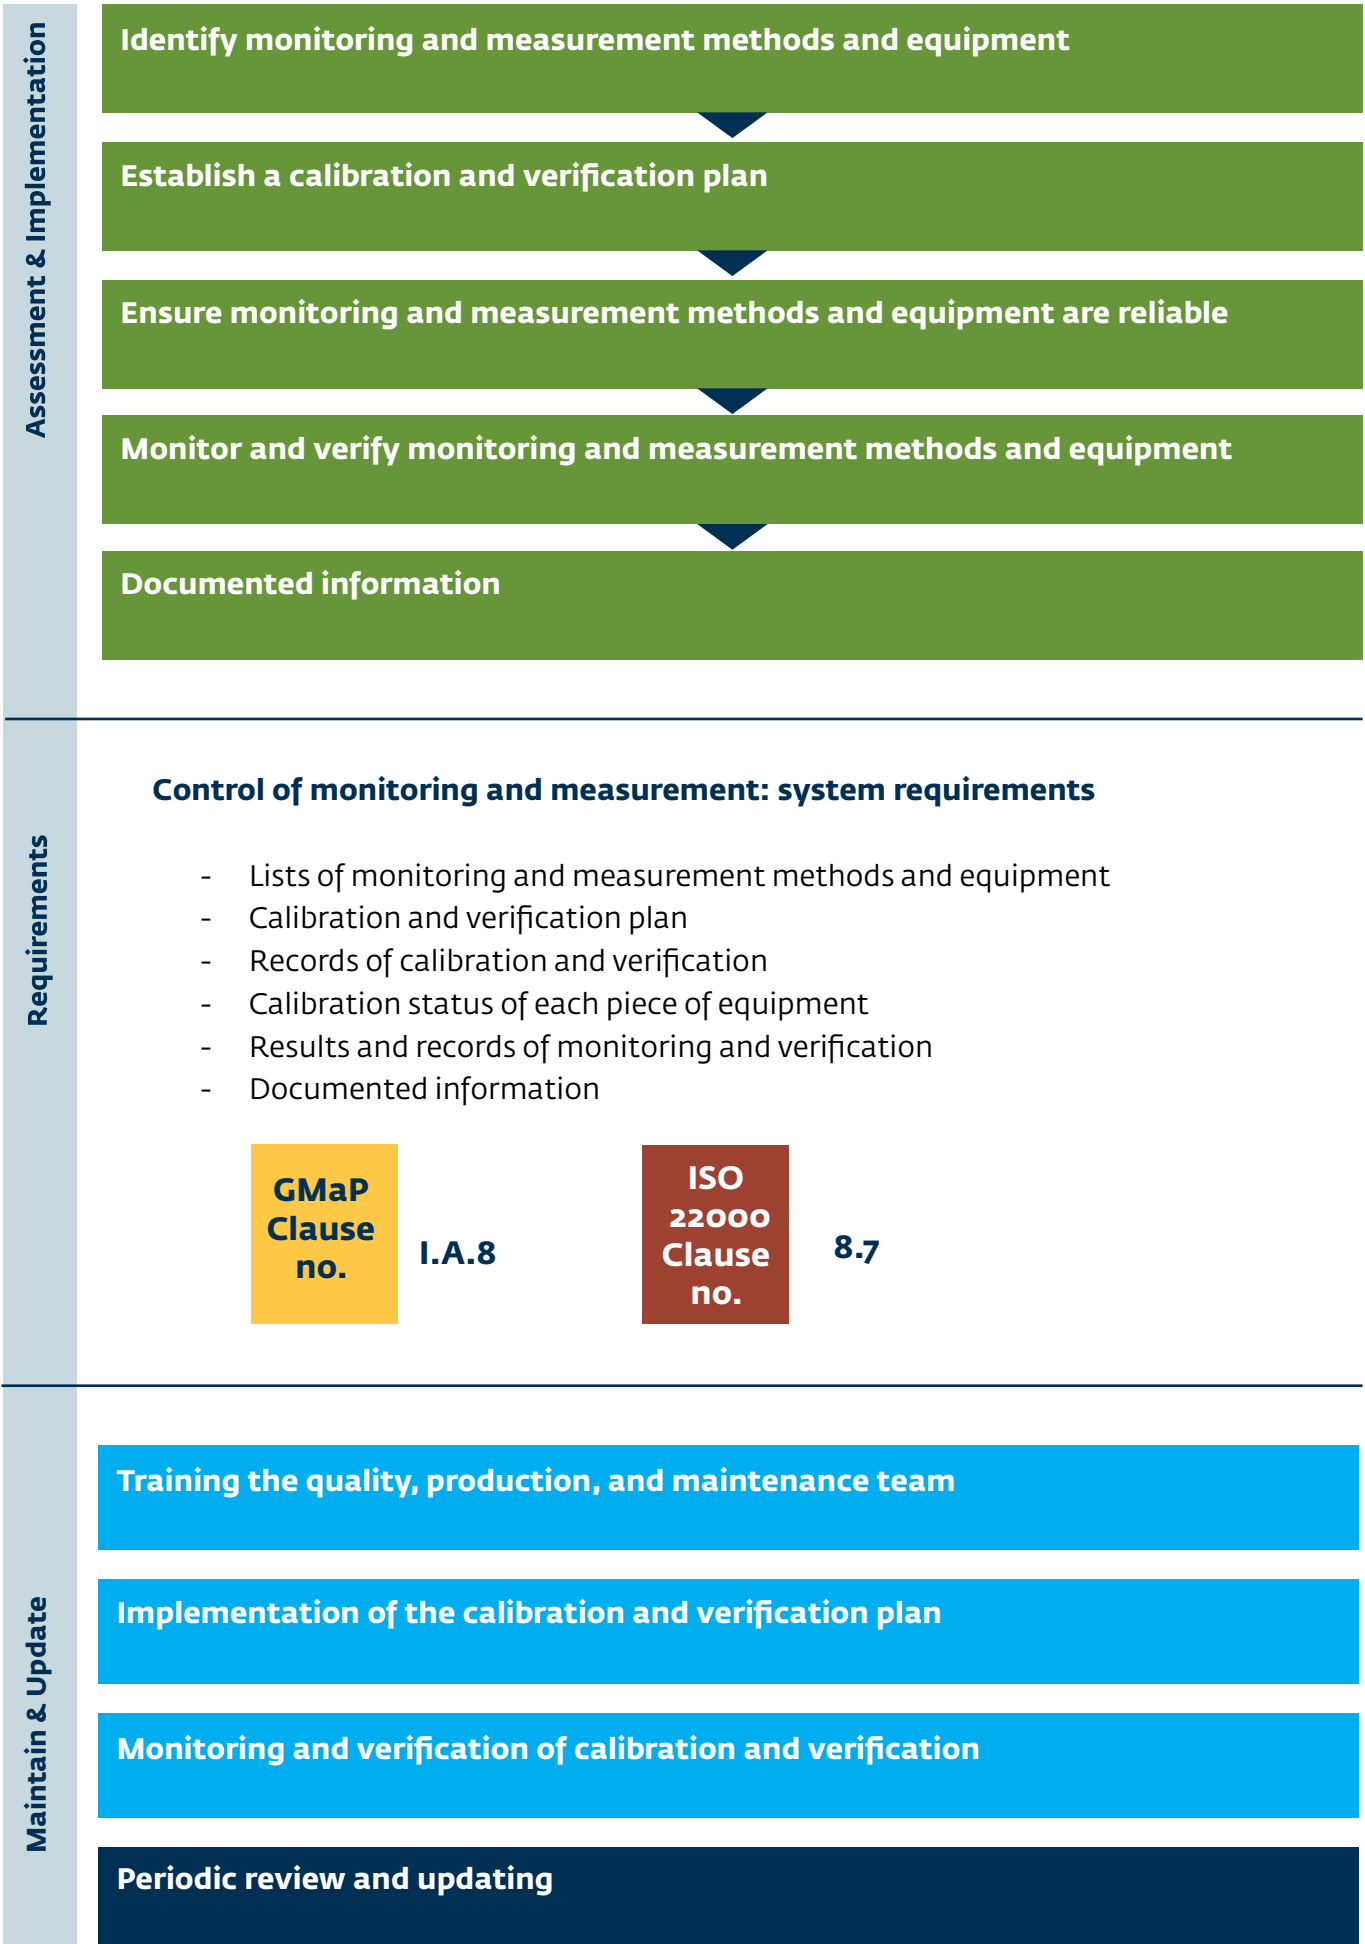 Assessment & Implementation
Identify monitoring and measurement methods and equipment
Establish a calibration and verification plan
Ensure monitoring and measurement methods and equipment are reliable
Monitor and verify monitoring and measurement methods and equipment
Documented information
Requirements
Control of monitoring and measurement: system requirements
- Lists of monitoring and measurement methods and equipment
- Calibration and verification plan
- Records of calibration and verification
- Calibration status of each piece of equipment
- Results and records of monitoring and verification
- Documented information
GMaP
Clause
no.
I.A.8
ISO
22000
Clause
no.
8.7
Maintain & Update
Training the quality, production, and maintenance team
Implementation of the calibration and verification plan
Monitoring and verification of calibration and verification
Periodic review and updating